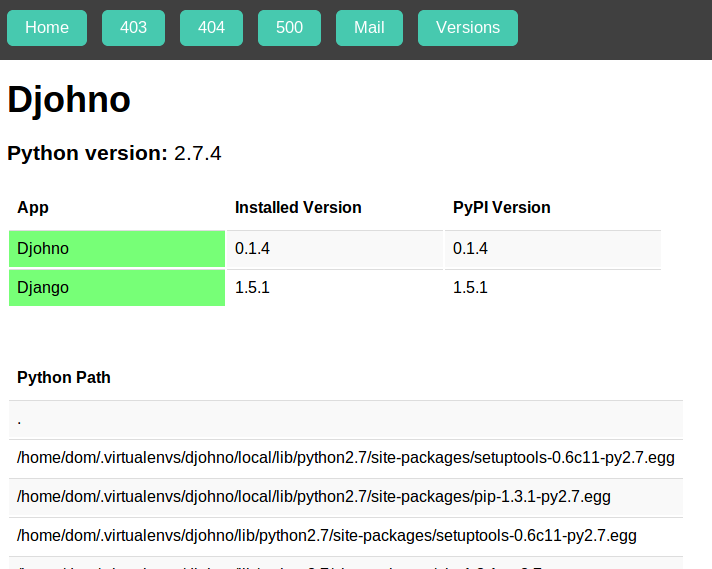 Home 403 404 500 Mail Versions
Djohno
Python version: 2.7.4
App Installed Version PyPI Version
Djohno 0.1.4 0.1.4
Django 1.5.1 1.5.1
Python Path
.
/home/dom/.virtualenvs/djohno/local/lib/python2.7/site-packages/setuptools-0.6c11-py2.7.egg
/home/dom/.virtualenvs/djohno/local/lib/python2.7/site-packages/pip-1.3.1-py2.7.egg
/home/dom/.virtualenvs/djohno/lib/python2.7/site-packages/setuptools-0.6c11-py2.7.egg